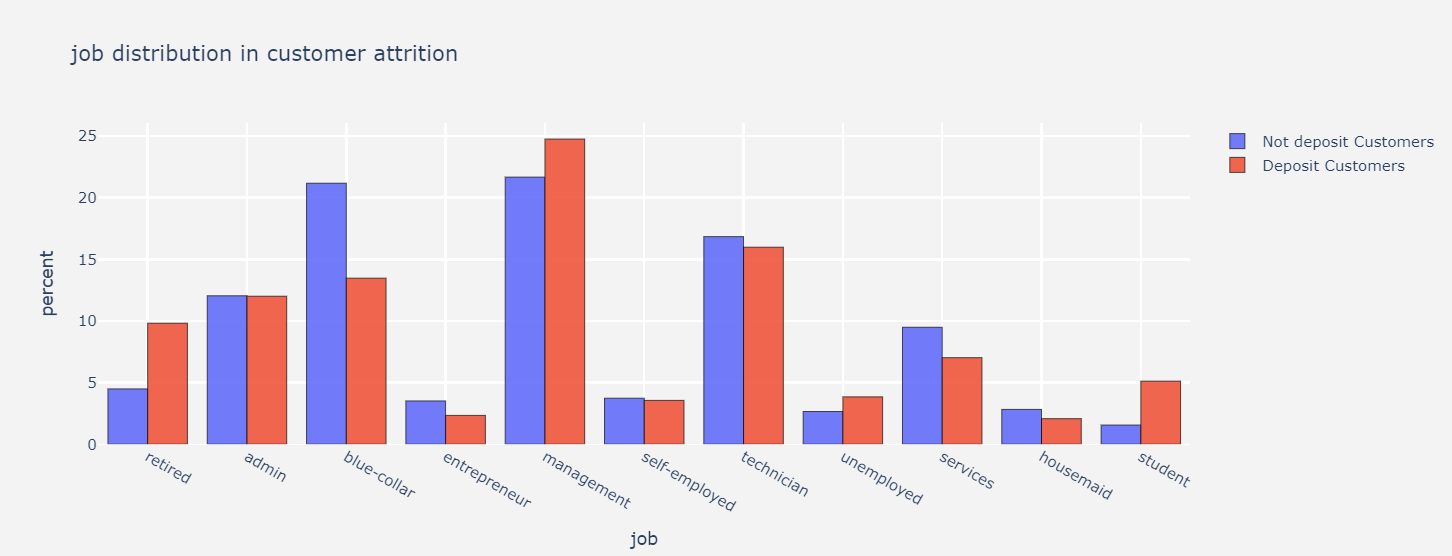 job distribution in customer attrition
Not deposit Customers
Deposit Customers
percent
25
20
15
10
5
0
retired
admin
blue-collar
entrepreneur
management
self-employed
technician
unemployed
services
housemaid
student
job